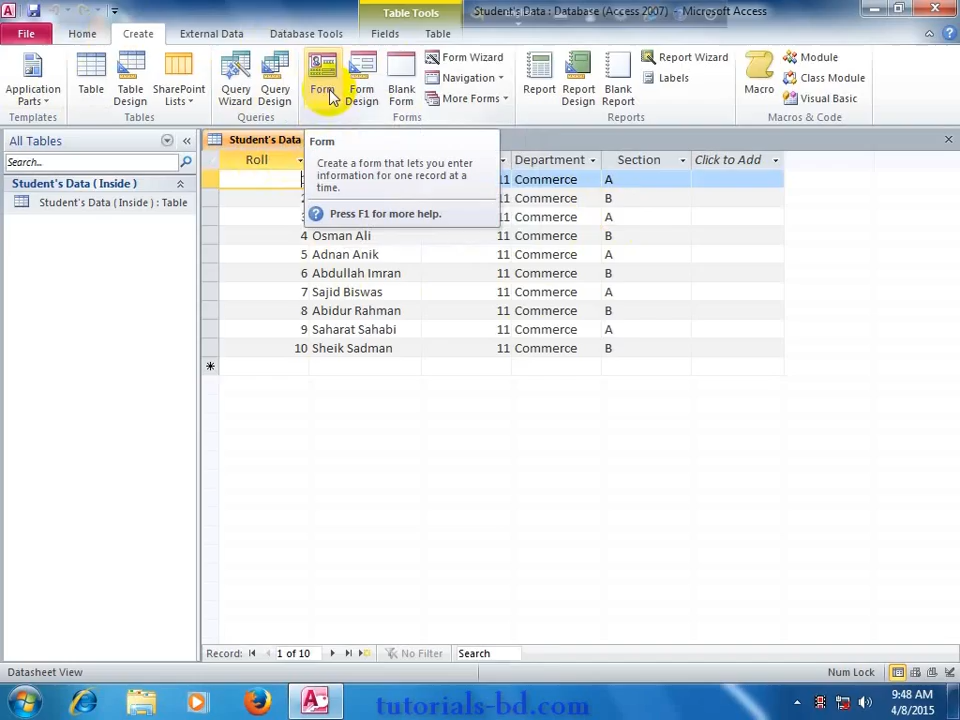 Table Tools
Student's Data : Database (Access 2007) - Microsoft Access
File Home Create External Data Database Tools Fields Table
Application Parts
Table
Table Design
SharePoint Lists
Query Wizard
Query Design
Form
Form Design
Blank Form
Form Wizard
Navigation
More Forms
Report
Report Design
Blank Report
Report Wizard
Labels
Macro
Module
Class Module
Visual Basic
Templates Tables Queries Forms Reports Macros & Code
All Tables
Search...
Student's Data ( Inside )
Student's Data ( Inside ) : Table
Student's Data
Form
Create a form that lets you enter
information for one record at a
time.
Press F1 for more help.
Roll Department Section Click to Add
11 Commerce A
2 Commerce B
3 Commerce A
4 Osman Ali 11 Commerce B
5 Adnan Anik 11 Commerce A
6 Abdullah Imran 11 Commerce B
7 Sajid Biswas 11 Commerce A
8 Abidur Rahman 11 Commerce B
9 Saharat Sahabi 11 Commerce A
10 Sheik Sadman 11 Commerce B
Record: 1 of 10 No Filter Search
Datasheet View Num Lock
tutorials-bd.com
9:48 AM
4/8/2015